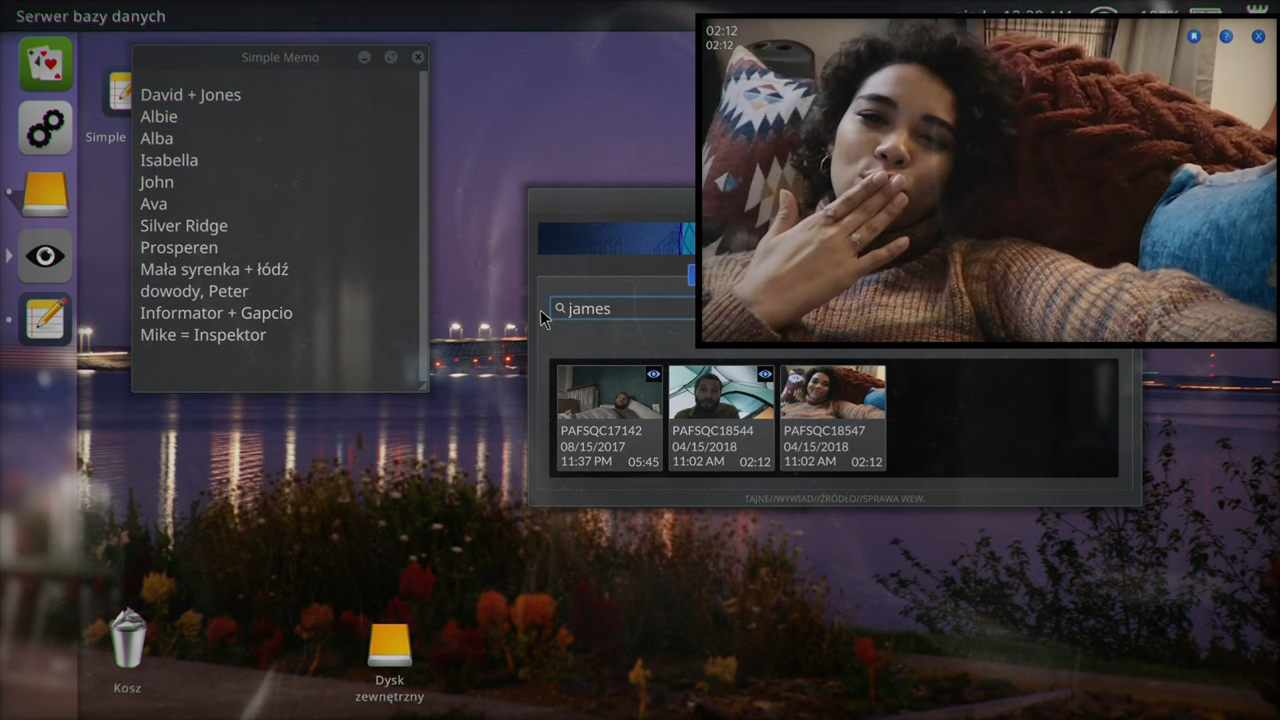 Serwer bazy danych
Simple
Simple Memo
David + Jones
Albie
Alba
Isabella
John
Ava
Silver Ridge
Prosperen
Mała syrenka + łódź
dowody, Peter
Informator + Gapcio
Mike = Inspektor
02:12
02:12
james
PAFSQC17142
08/15/2017
11:37 PM 05:45
PAFSQC18544
04/15/2018
11:02 AM 02:12
PAFSQC18547
04/15/2018
11:02 AM 02:12
TAJNE//WYWIAD//ŹRÓDŁO//SPRAWA WEW.
Kosz
Dysk
zewnętrzny